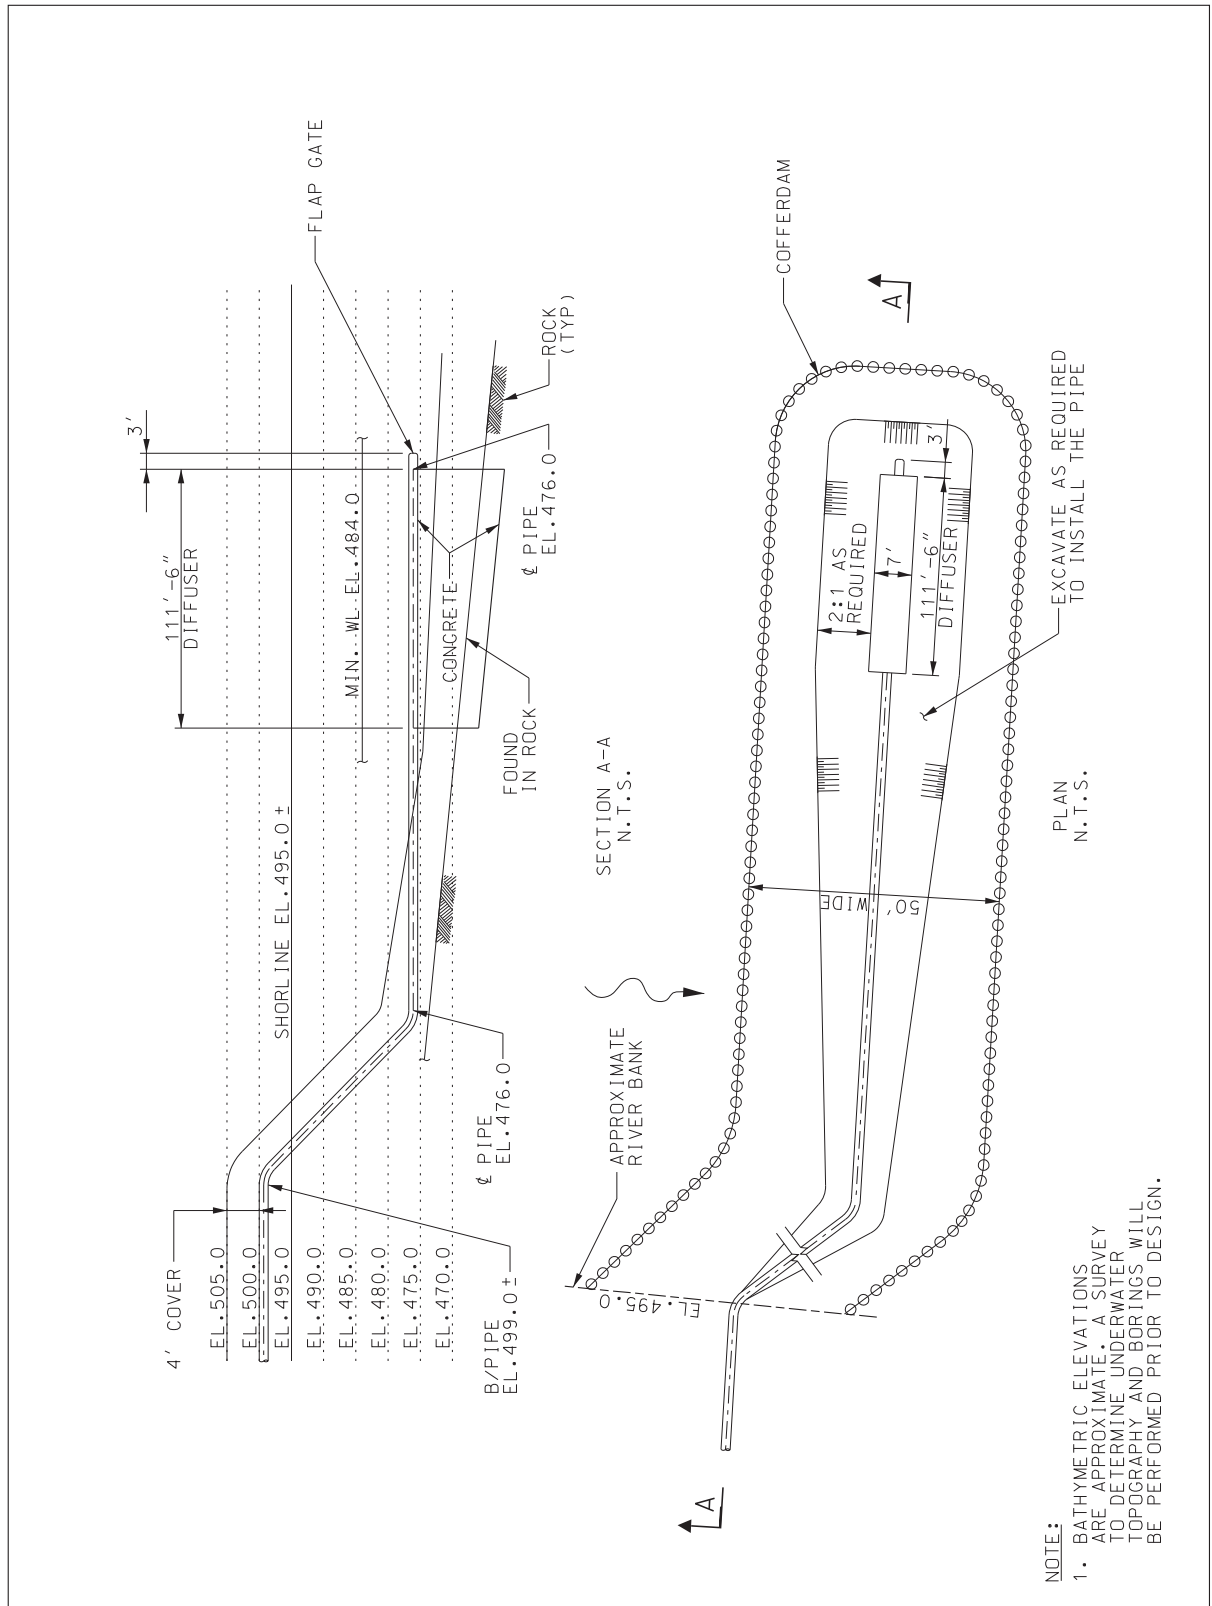 3'
111'-6"
DIFFUSER
FLAP GATE
SHORLINE EL.495.0 ±
MIN. WL EL.484.0
4' COVER
EL.505.0
EL.500.0
EL.495.0
EL.490.0
EL.485.0
EL.480.0
EL.475.0
EL.470.0
CONCRETE
ROCK
(TYP)
℄ PIPE
EL.476.0
FOUND
IN ROCK
℄ PIPE
EL.476.0
B/PIPE
EL.499.0 ±
SECTION A-A
N.T.S.
COFFERDAM
APPROXIMATE
RIVER BANK
EL.495.0
50'
WIDE
2:1 AS
REQUIRED
7'
111'-6"
DIFFUSER
3'
A
A
EXCAVATE AS REQUIRED
TO INSTALL THE PIPE
PLAN
N.T.S.
NOTE:
1. BATHYMETRIC ELEVATIONS
ARE APPROXIMATE. A SURVEY
TO DETERMINE UNDERWATER
TOPOGRAPHY AND BORINGS WILL
BE PERFORMED PRIOR TO DESIGN.